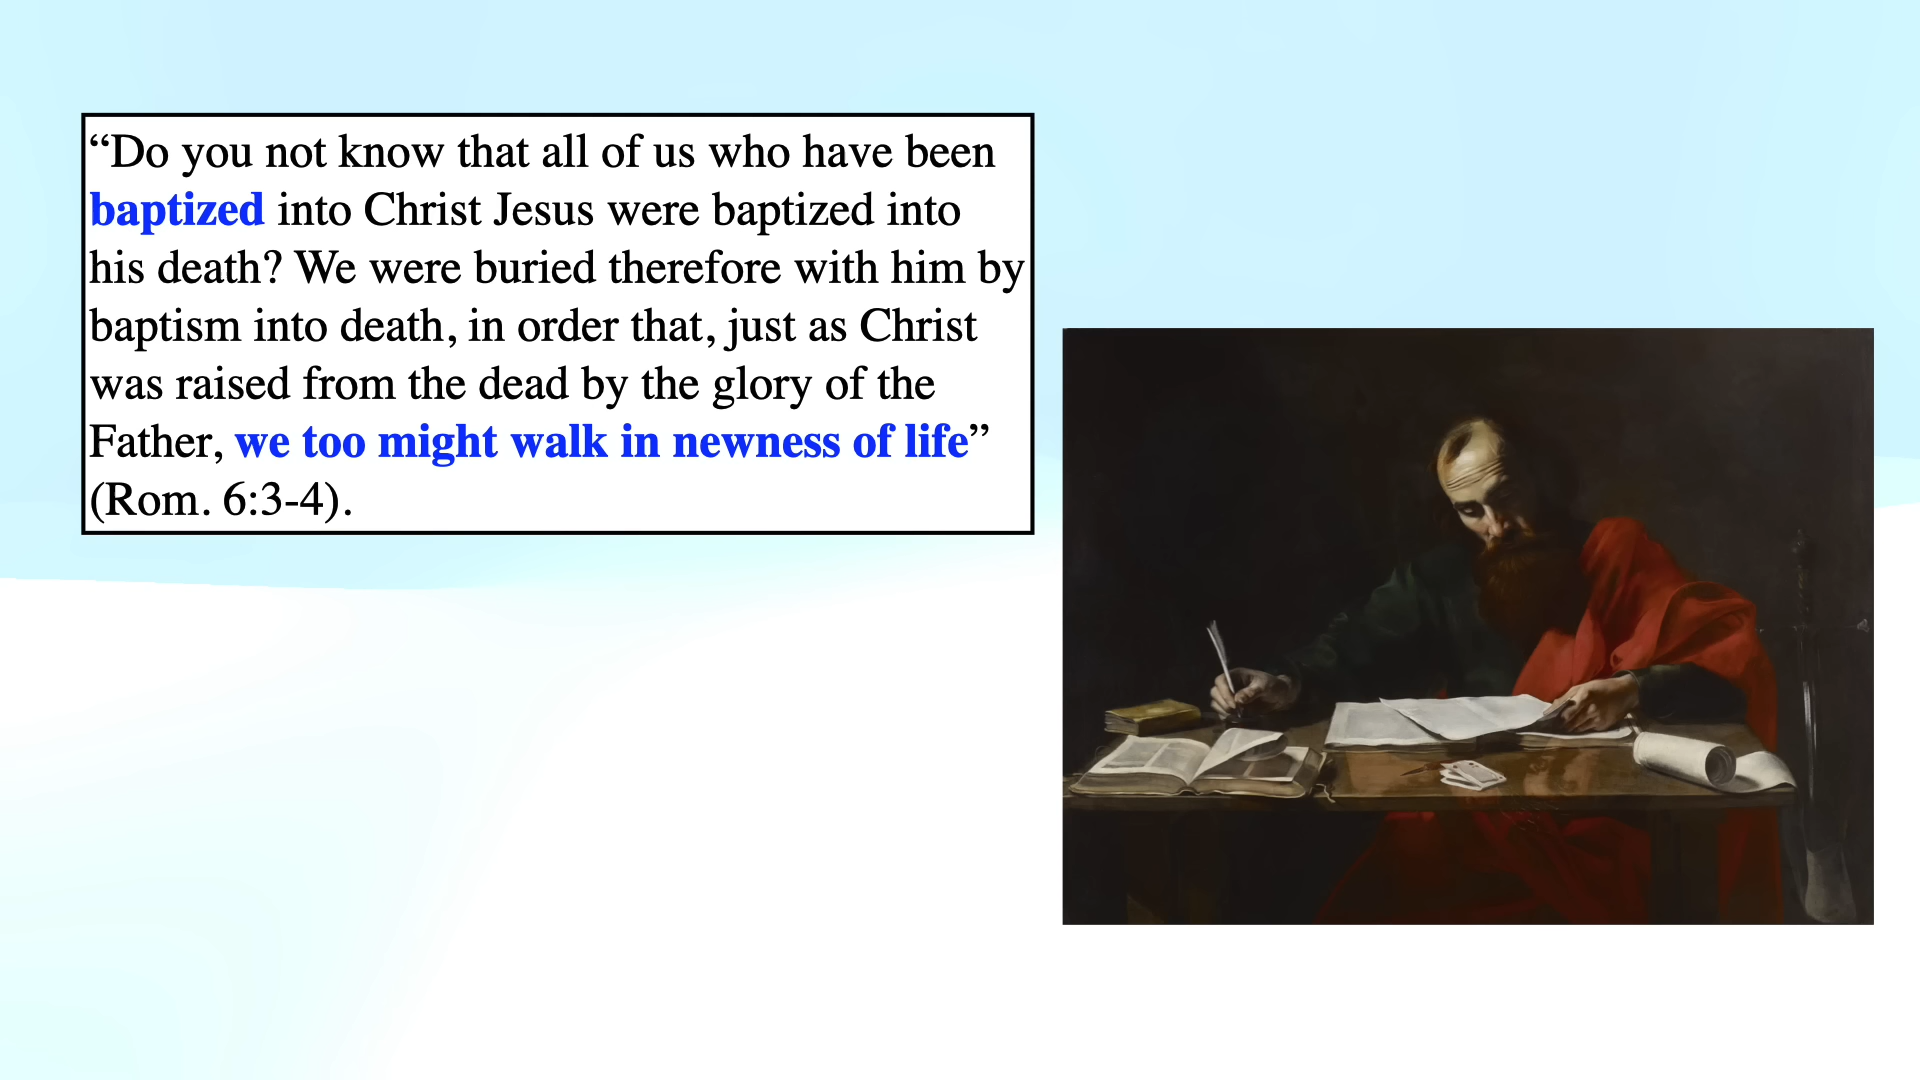 “Do you not know that all of us who have been
baptized into Christ Jesus were baptized into
his death? We were buried therefore with him by
baptism into death, in order that, just as Christ
was raised from the dead by the glory of the
Father, we too might walk in newness of life”
(Rom. 6:3-4).